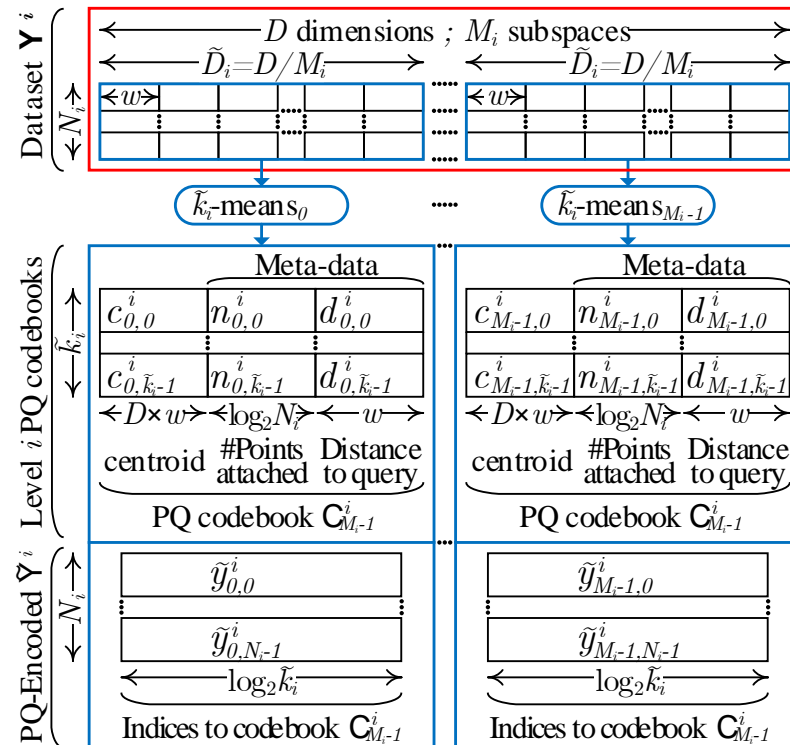 Dataset Y^i
D dimensions ; M_i subspaces
D̃_i=D/M_i ...... D̃_i=D/M_i
N_i
w w
k̃_i-means_0 ...... k̃_i-means_{M_i-1}
Level i PQ codebooks
Meta-data Meta-data
k̃_i
c^i_{0,0} n^i_{0,0} d^i_{0,0} c^i_{M_i-1,0} n^i_{M_i-1,0} d^i_{M_i-1,0}
c^i_{0,k̃_i-1} n^i_{0,k̃_i-1} d^i_{0,k̃_i-1} c^i_{M_i-1,k̃_i-1} n^i_{M_i-1,k̃_i-1} d^i_{M_i-1,k̃_i-1}
D×w log_2N_i w D×w log_2N_i w
centroid #Points attached Distance to query centroid #Points attached Distance to query
PQ codebook C^i_{M_i-1} PQ codebook C^i_{M_i-1}
PQ-Encoded Ỹ^i
N_i
ỹ^i_{0,0} ỹ^i_{M_i-1,0}
ỹ^i_{0,N_i-1} ỹ^i_{M_i-1,N_i-1}
log_2k̃_i log_2k̃_i
Indices to codebook C^i_{M_i-1} Indices to codebook C^i_{M_i-1}